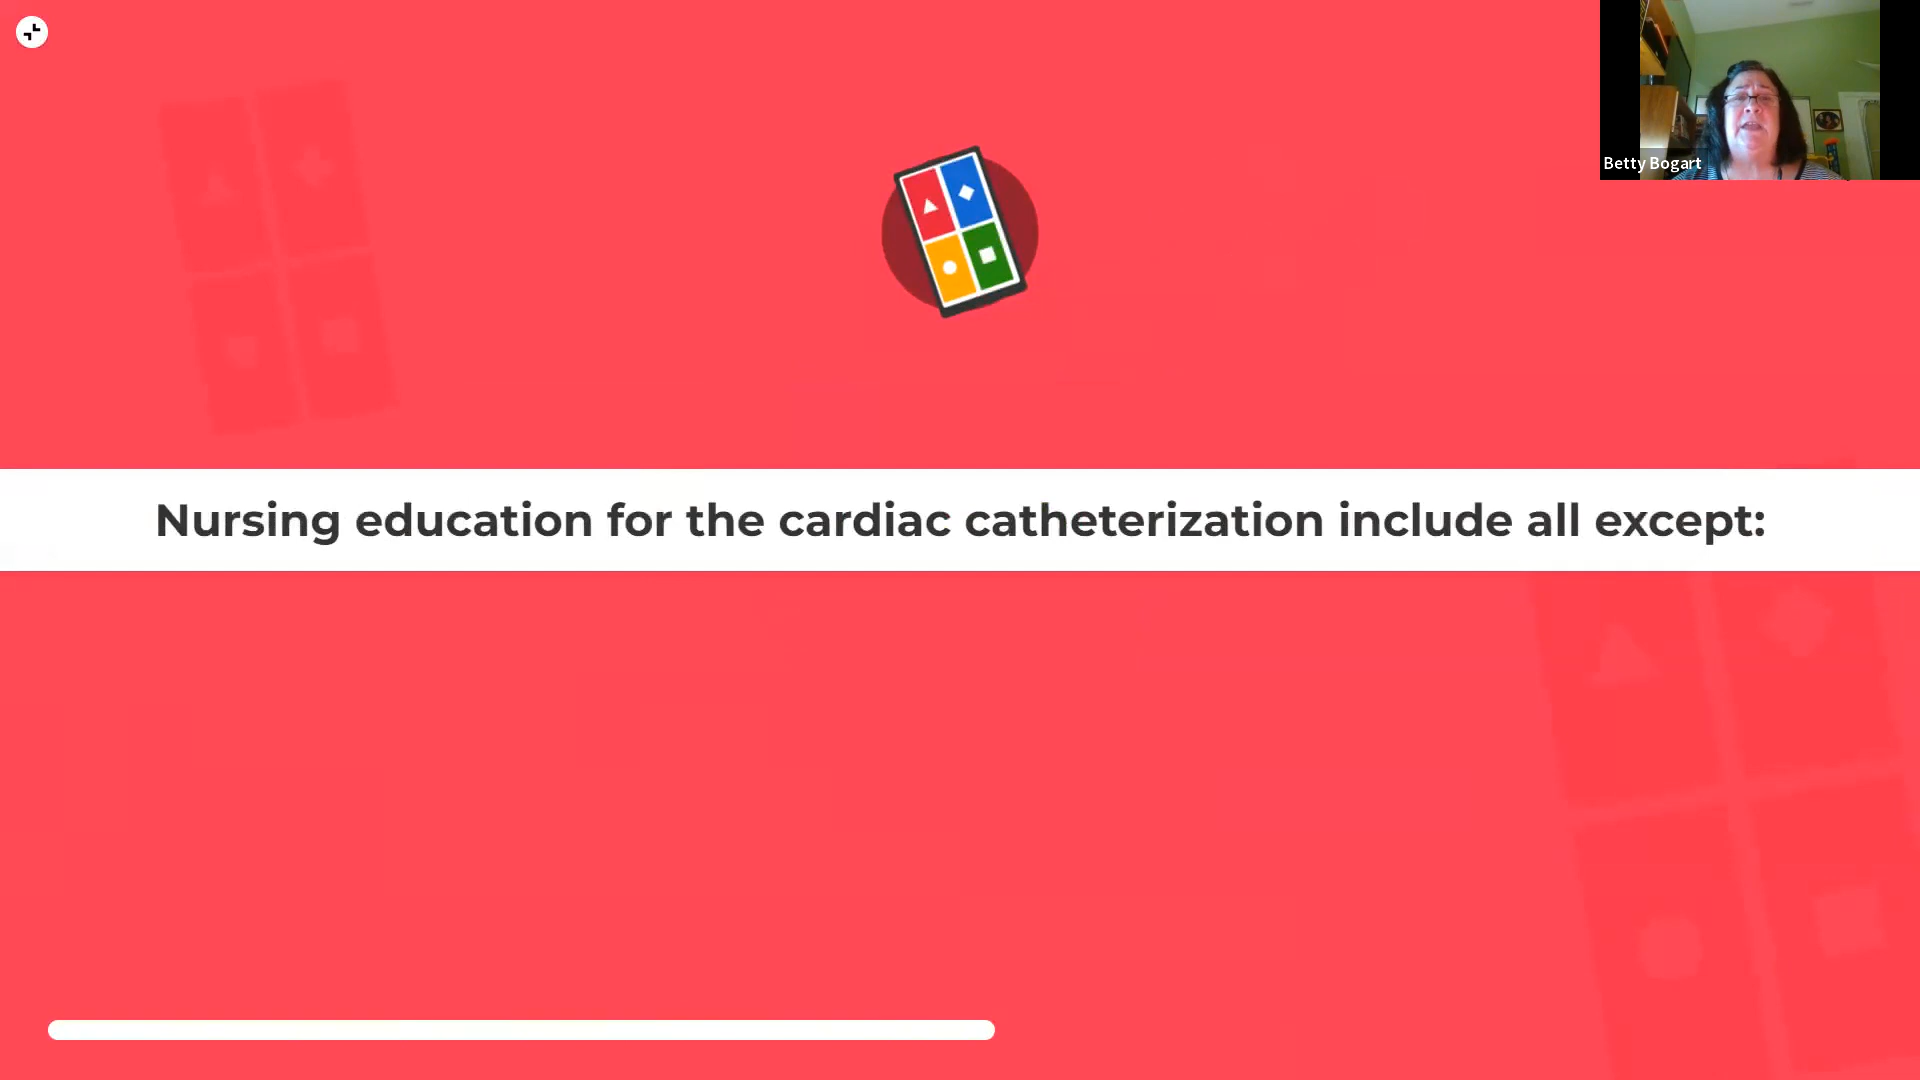 Betty Bogart
Nursing education for the cardiac catheterization include all except: